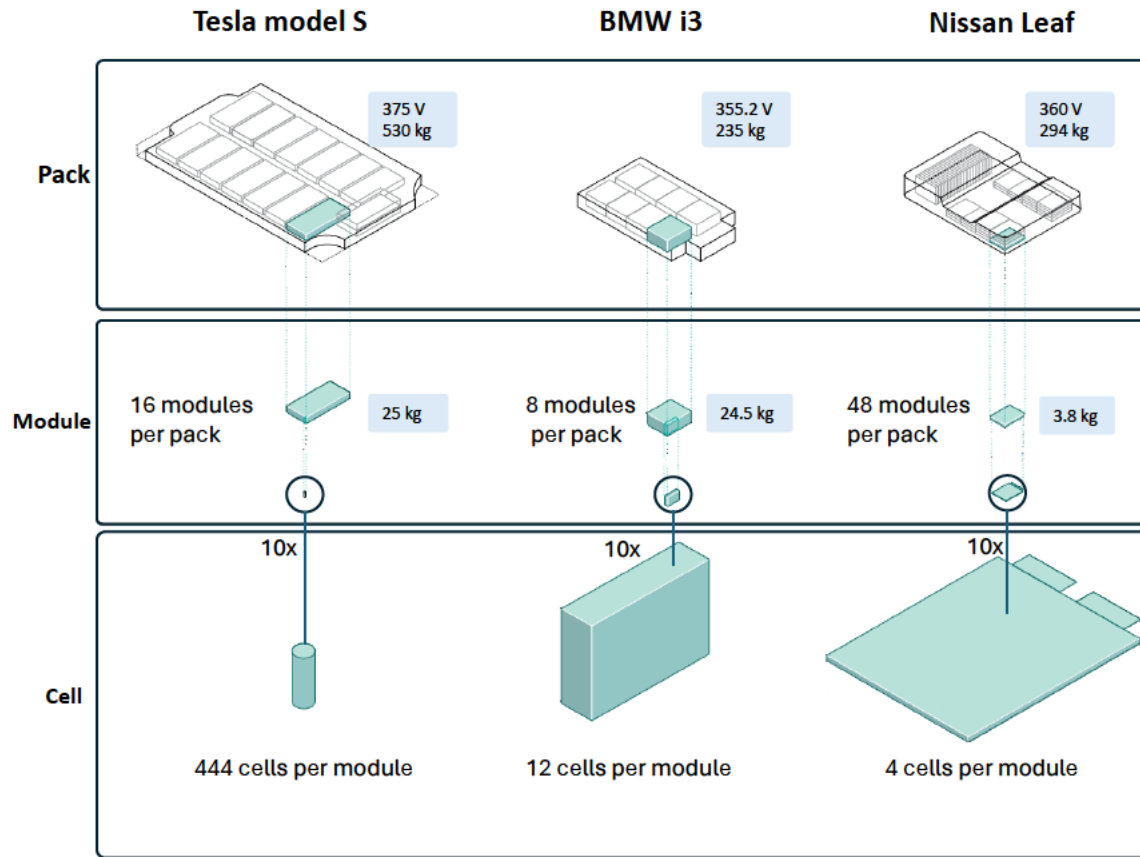 Tesla model S
BMW i3
Nissan Leaf
Pack
375 V
530 kg
355.2 V
235 kg
360 V
294 kg
Module
16 modules
per pack
25 kg
8 modules
per pack
24.5 kg
48 modules
per pack
3.8 kg
Cell
10x
10x
10x
444 cells per module
12 cells per module
4 cells per module